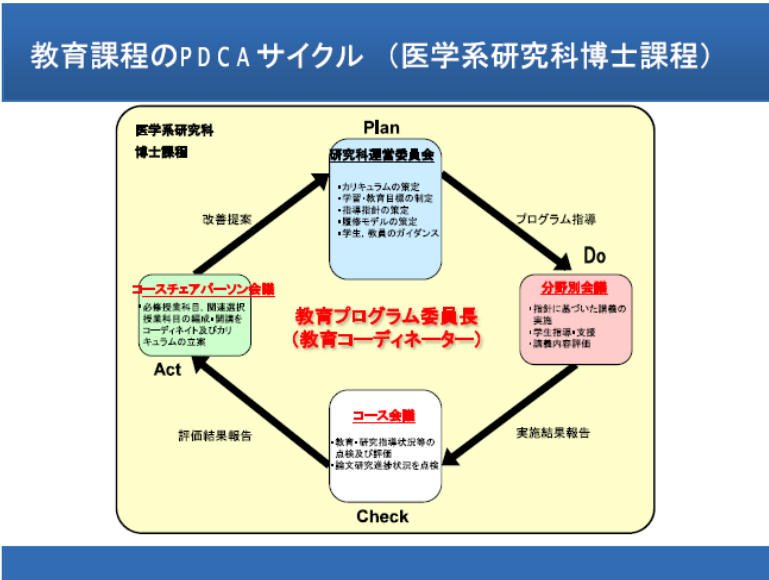 教育課程のPDCAサイクル （医学系研究科博士課程）
医学系研究科
博士課程
Plan
研究科運営委員会
・カリキュラムの策定
・学習・教育目標の制定
・指導指針の策定
・履修モデルの策定
・学生，教員のガイダンス
改善提案
プログラム指導
Do
コースチェアパーソン会議
・必修授業科目，関連選択
授業科目の編成・開講を
コーディネイト及びカリ
キュラムの立案
Act
教育プログラム委員長
（教育コーディネーター）
分野別会議
・指針に基づいた講義の
実施
・学生指導・支援
・講義内容評価
評価結果報告
実施結果報告
コース会議
・教育・研究指導状況等の
点検及び評価
・論文研究進捗状況を点検
Check